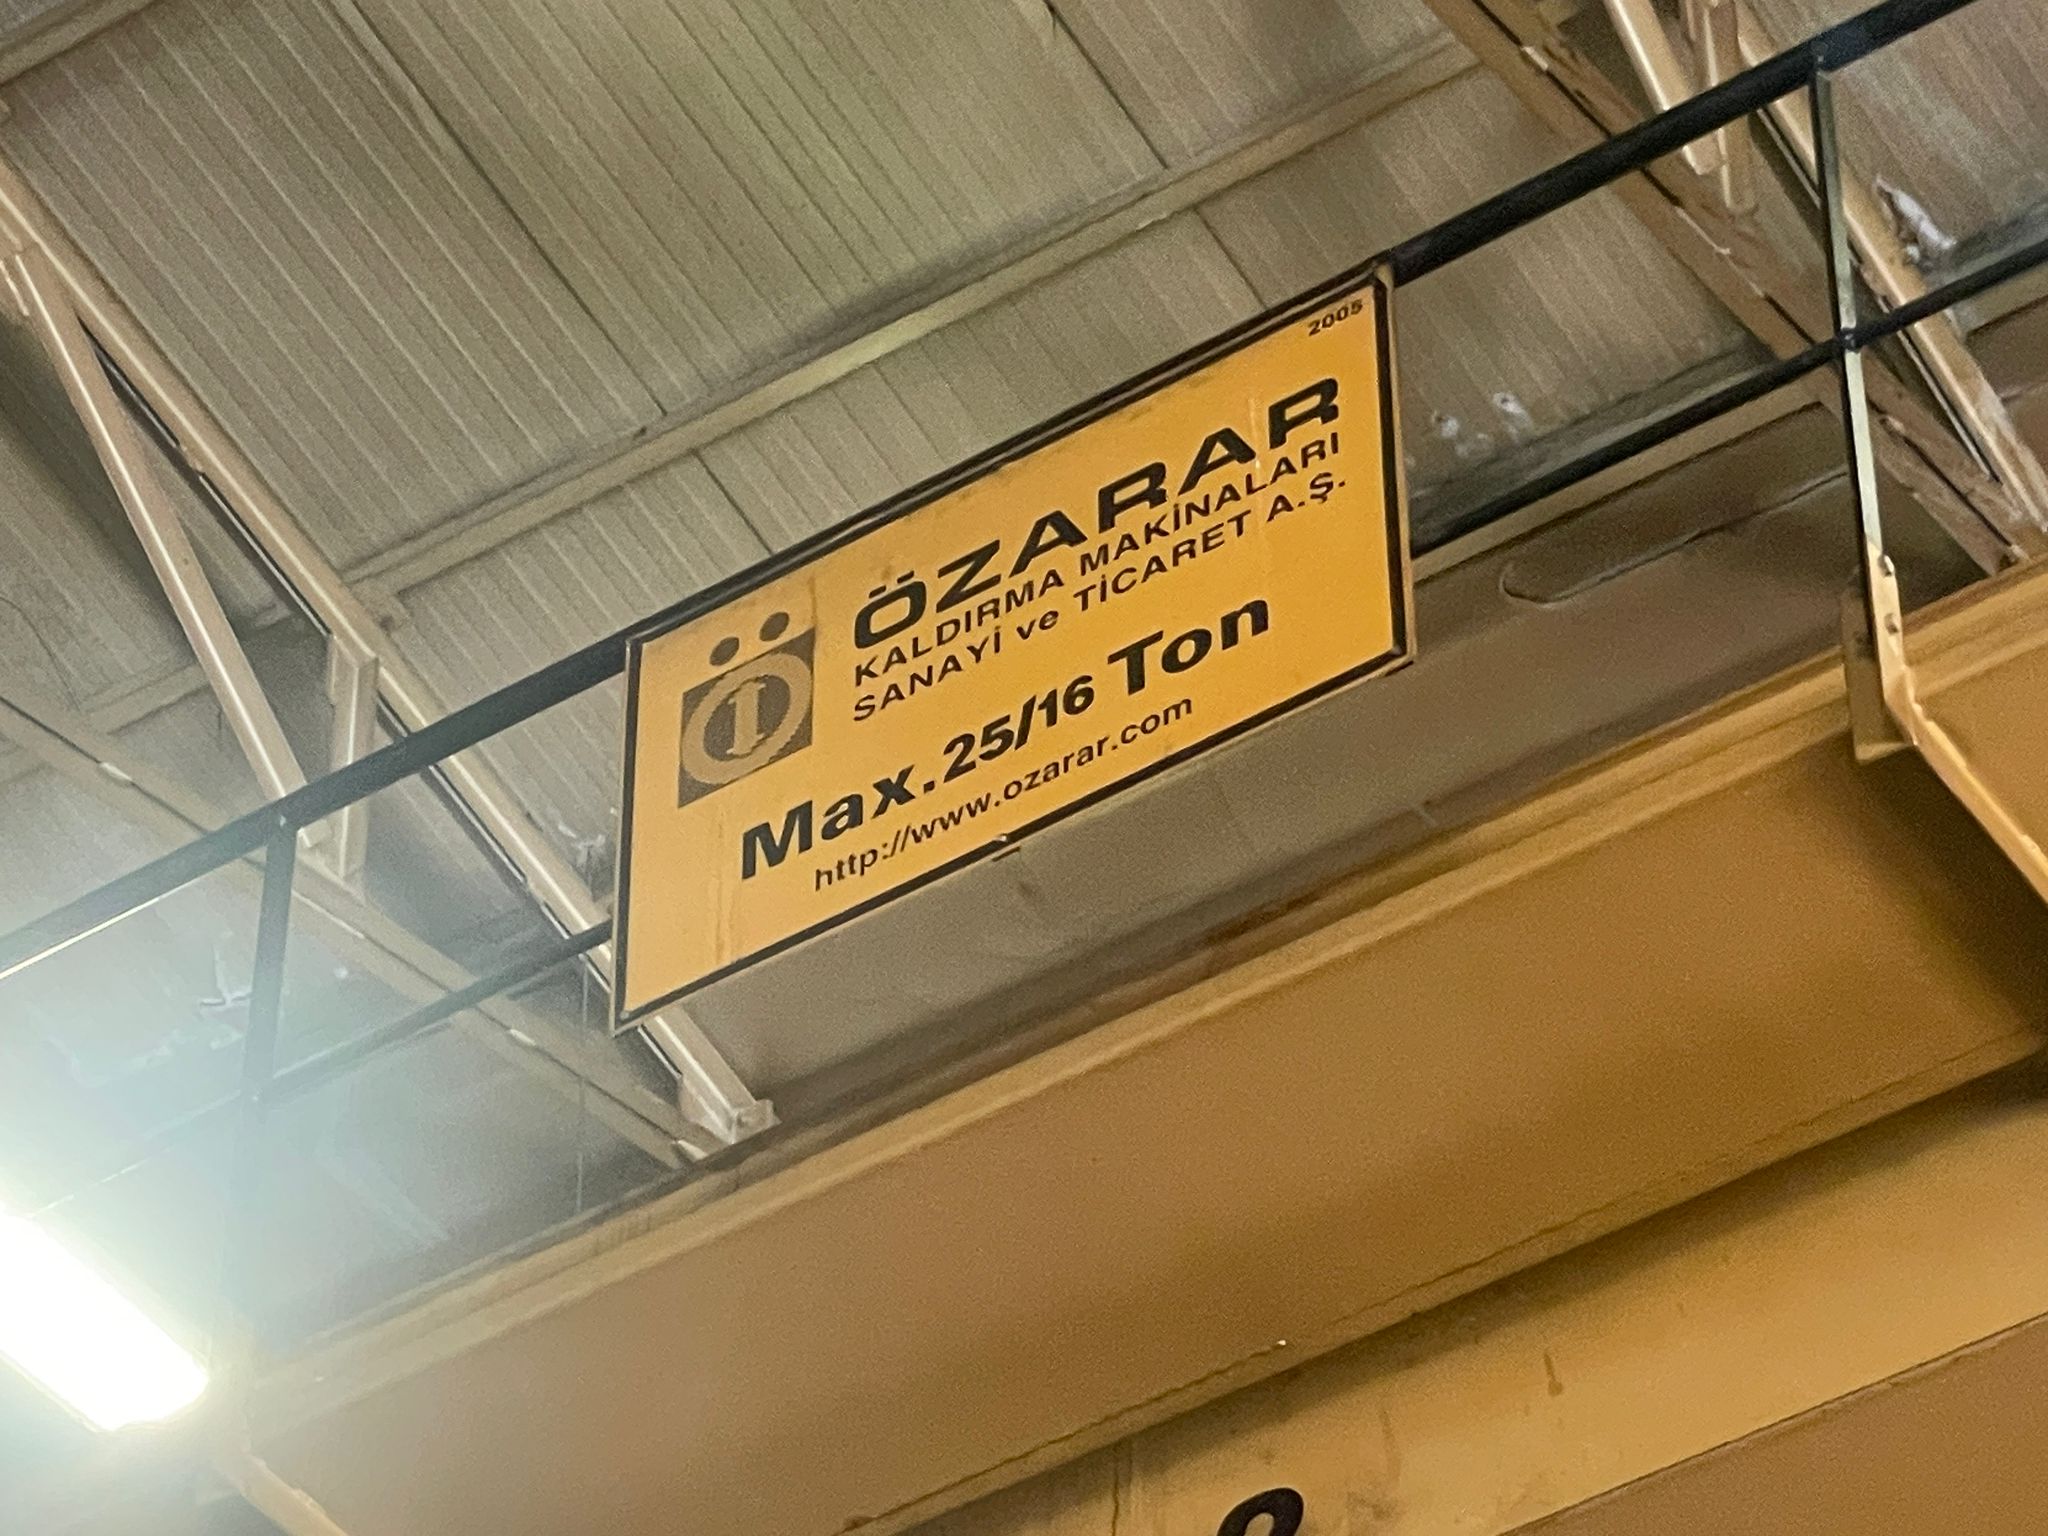 2005
ÖZARAR
KALDIRMA MAKİNALARI
SANAYİ ve TİCARET A.Ş.
Max. 25/16 Ton
http://www.ozarar.com